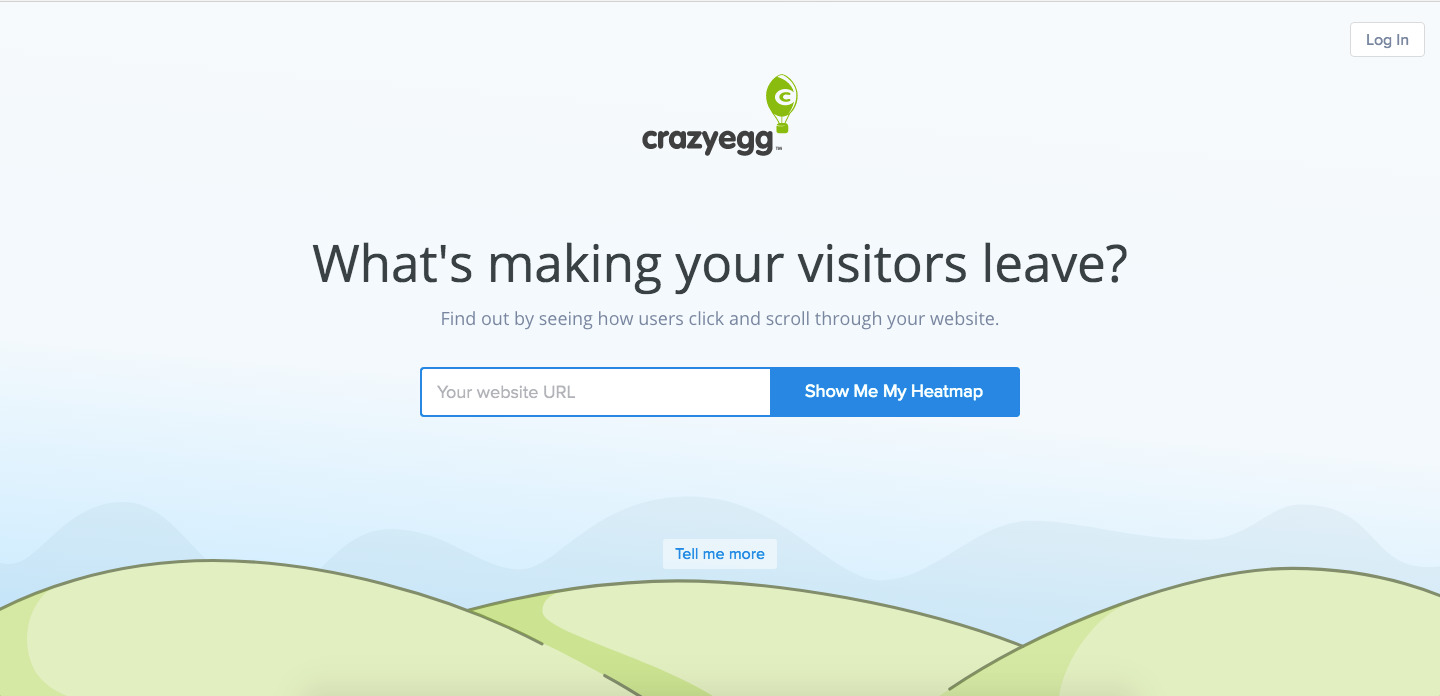 Log In
crazyegg™
What's making your visitors leave?
Find out by seeing how users click and scroll through your website.
Your website URL
Show Me My Heatmap
Tell me more